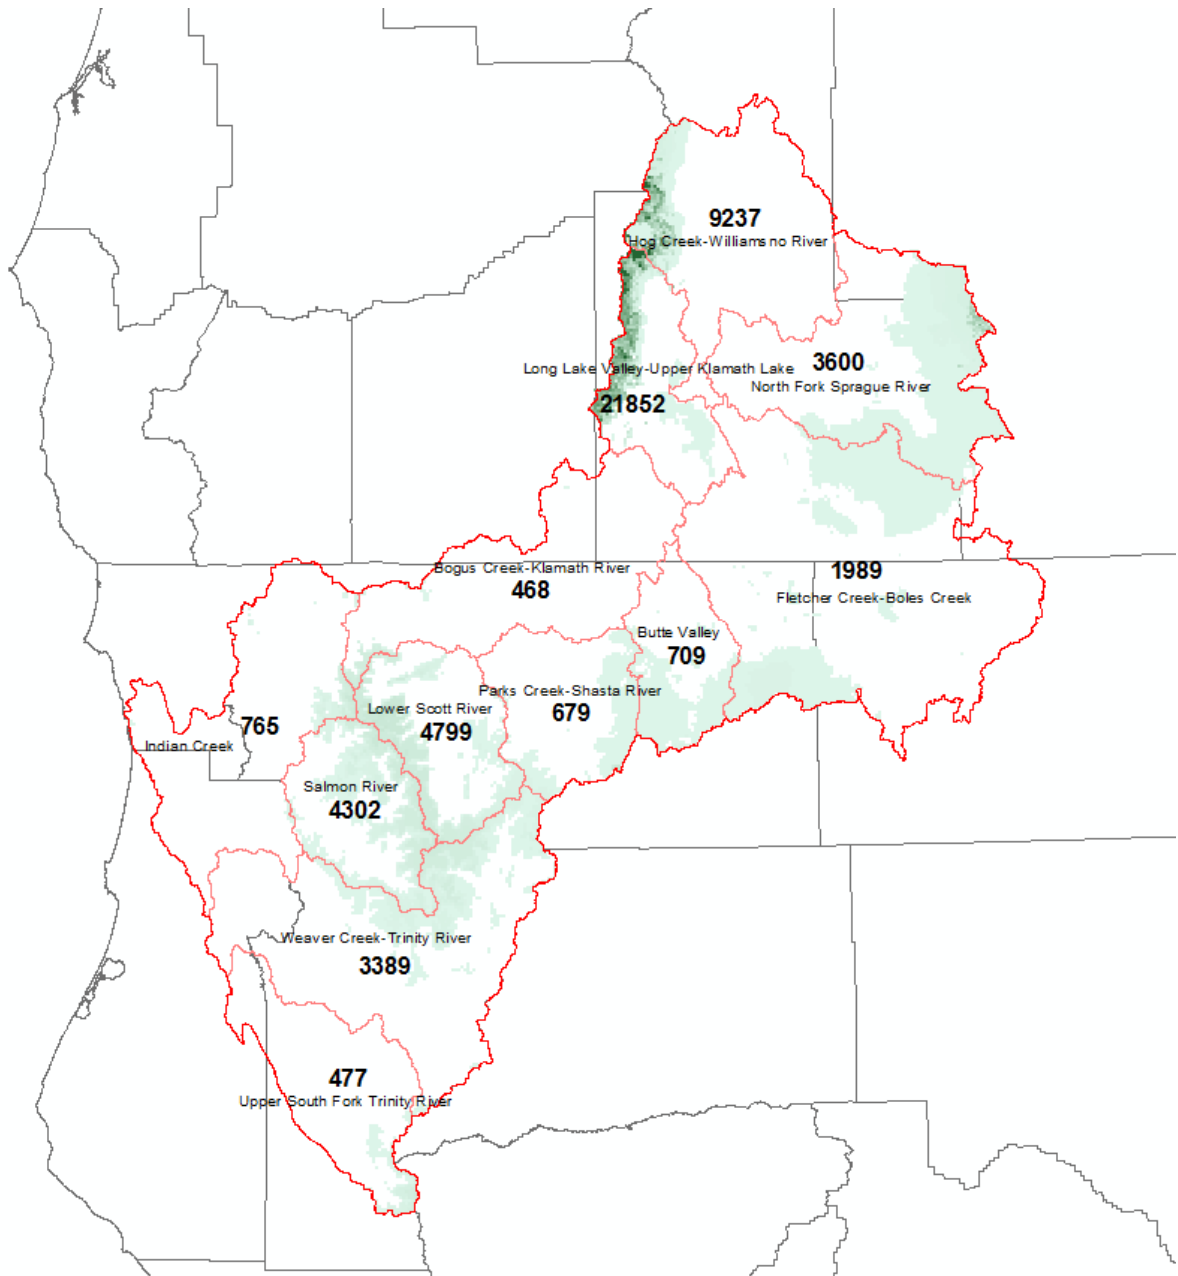 9237
Hog Creek-Williamsno River
Long Lake Valley-Upper Klamath Lake
21852
3600
North Fork Sprague River
Bogus Creek-Klamath River
468
1989
Fletcher Creek-Boles Creek
Butte Valley
709
Parks Creek-Shasta River
679
Lower Scott River
4799
765
Indian Creek
Salmon River
4302
Weaver Creek-Trinity River
3389
477
Upper South Fork Trinity River